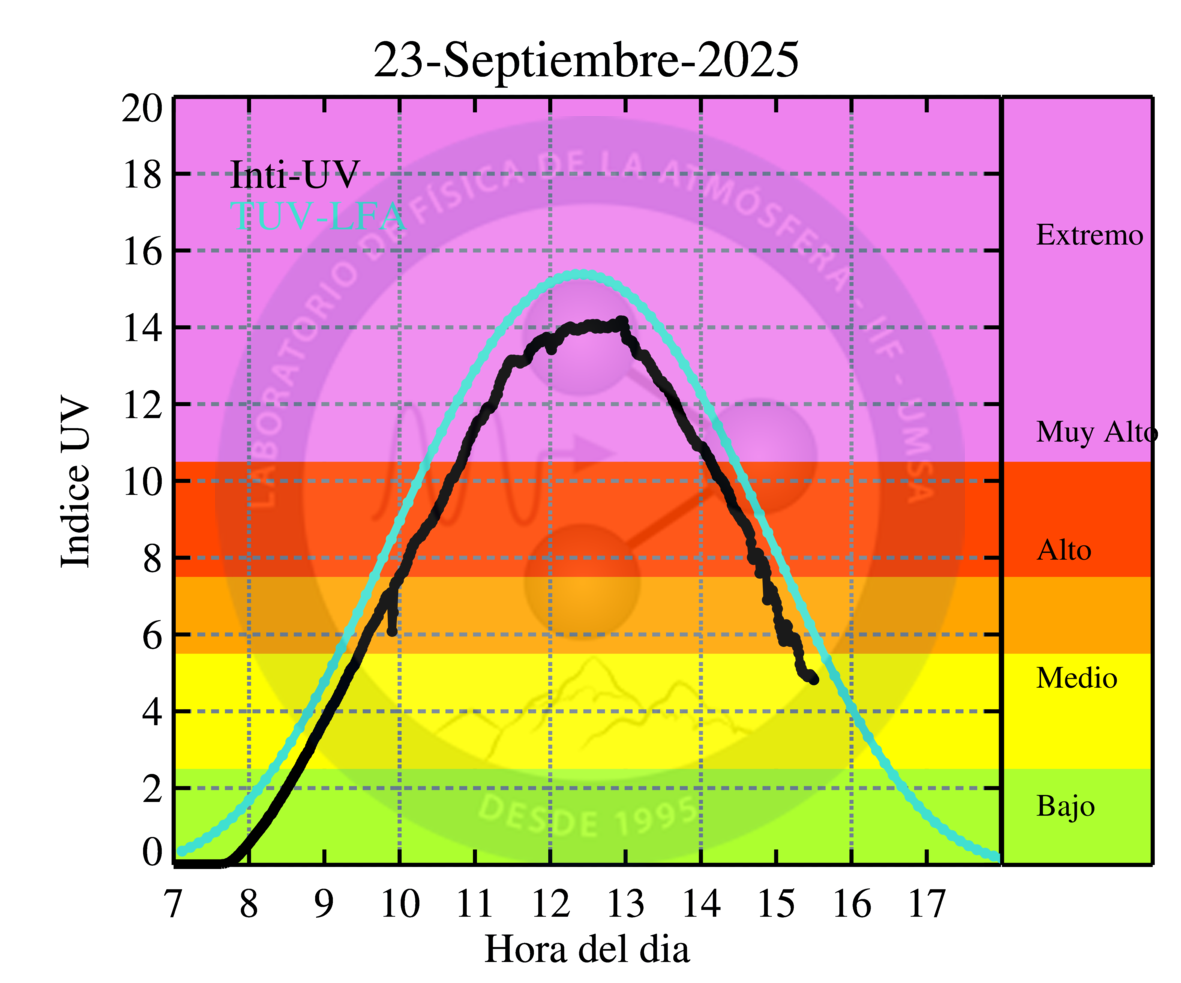 23-Septiembre-2025
20
18
16
14
12
10
8
6
4
2
0
Indice UV
Inti-UV
TUV-LFA
LABORATORIO DE FÍSICA DE LA ATMÓSFERA - IIF - UMSA
DESDE 1995
Extremo
Muy Alto
Alto
Medio
Bajo
7 8 9 10 11 12 13 14 15 16 17
Hora del dia